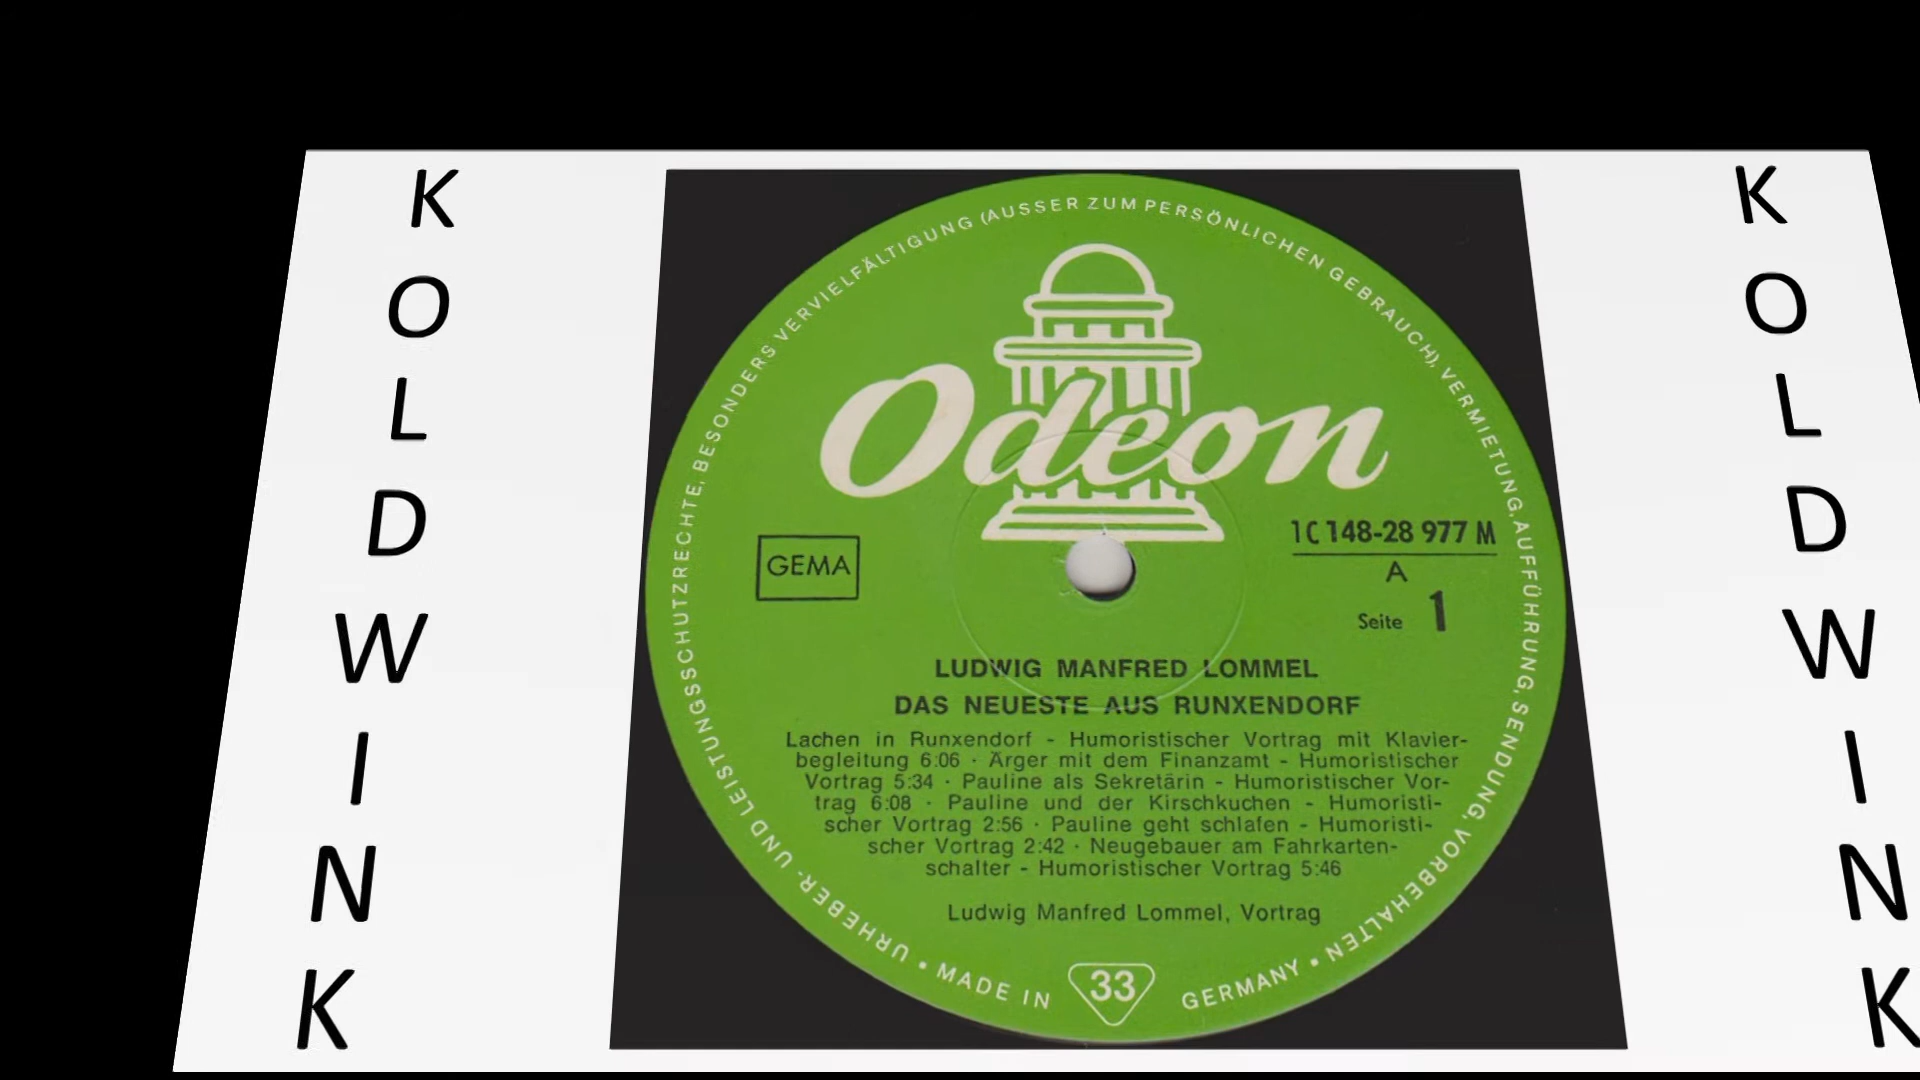 K
O
L
D
W
I
N
K
URHEBER- UND LEISTUNGSSCHUTZRECHTE, BESONDERS VERVIELFÄLTIGUNG (AUSSER ZUM PERSÖNLICHEN GEBRAUCH), VERMIETUNG, AUFFÜHRUNG, SENDUNG, VORBEHALTEN
Odeon
GEMA
1C 148-28 977 M
A
Seite 1
LUDWIG MANFRED LOMMEL
DAS NEUESTE AUS RUNXENDORF
Lachen in Runxendorf - Humoristischer Vortrag mit Klavier-
begleitung 6:06 · Ärger mit dem Finanzamt - Humoristischer
Vortrag 5:34 · Pauline als Sekretärin - Humoristischer Vor-
trag 6:08 · Pauline und der Kirschkuchen - Humoristi-
scher Vortrag 2:56 · Pauline geht schlafen - Humoristi-
scher Vortrag 2:42 · Neugebauer am Fahrkarten-
schalter - Humoristischer Vortrag 5:46
Ludwig Manfred Lommel, Vortrag
• MADE IN 33 GERMANY •
K
O
L
D
W
I
N
K